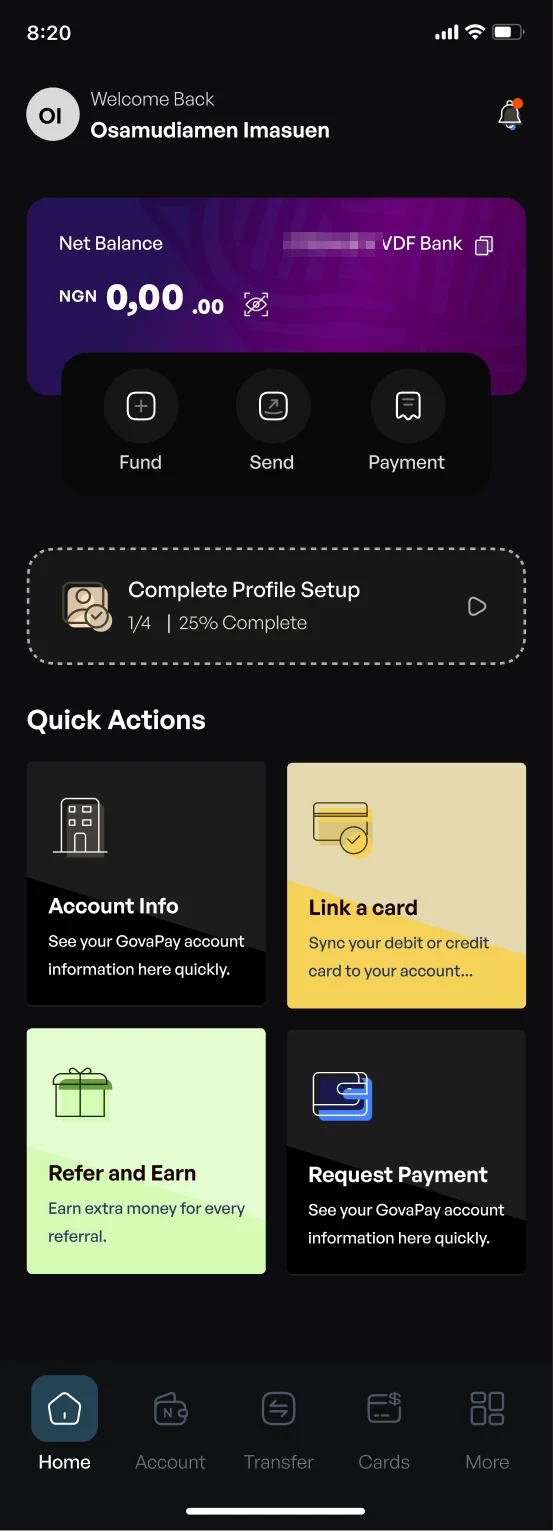 8:20
OI
Welcome Back
Osamudiamen Imasuen
Net Balance
VDF Bank
NGN 0,00 .00
Fund
Send
Payment
Complete Profile Setup
1/4 | 25% Complete
Quick Actions
Account Info
See your GovaPay account
information here quickly.
Link a card
Sync your debit or credit
card to your account...
Refer and Earn
Earn extra money for every
referral.
Request Payment
See your GovaPay account
information here quickly.
N
$
Home
Account
Transfer
Cards
More